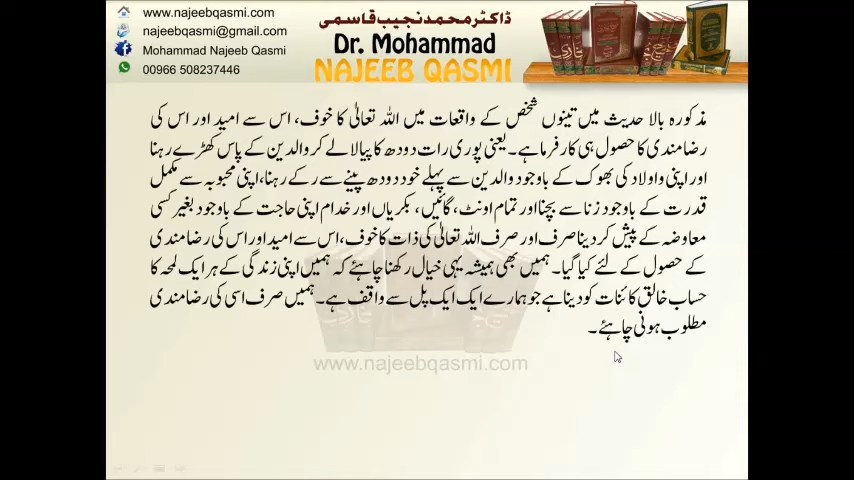 www.najeebqasmi.com
najeebqasmi@gmail.com
Mohammad Najeeb Qasmi
00966 508237446
ڈاکٹر محمد نجیب قاسمی
Dr. Mohammad
NAJEEB QASMI
مذکورہ بالا حدیث میں تینوں شخص کے واقعات میں اللہ تعالیٰ کا خوف، اس سے امید اور اس کی
رضامندی کا حصول ہی کارفرما ہے۔ یعنی پوری رات دودھ کا پیالا لے کر والدین کے پاس کھڑے رہنا
اور اپنی و اولاد کی بھوک کے باوجود والدین سے پہلے خود دودھ پینے سے رکے رہنا، اپنی محبوبہ سے مکمل
قدرت کے باوجود زنا سے بچنا اور تمام اونٹ، گائیں، بکریاں اور خدام اپنی حاجت کے باوجود بغیر کسی
معاوضہ کے پیش کردینا صرف اور صرف اللہ تعالیٰ کی ذات کا خوف، اس سے امید اور اس کی رضامندی
کے حصول کے لئے کیا گیا۔ ہمیں بھی ہمیشہ یہی خیال رکھنا چاہئے کہ ہمیں اپنی زندگی کے ہر ایک لمحہ کا
حساب خالق کائنات کو دینا ہے جو ہمارے ایک ایک پل سے واقف ہے۔ ہمیں صرف اسی کی رضامندی
مطلوب ہونی چاہئے۔
www.najeebqasmi.com